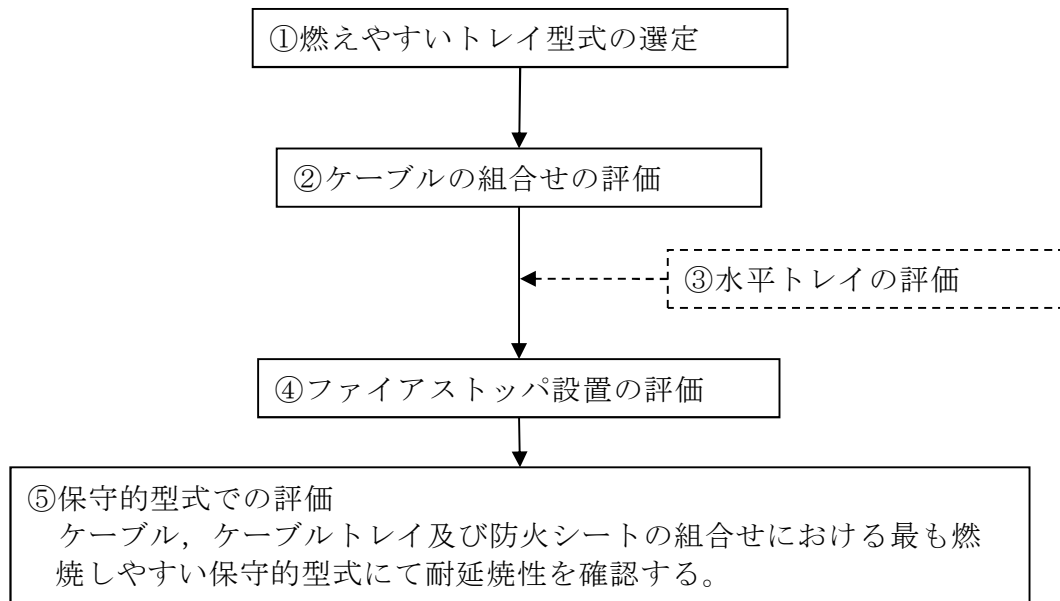 ①燃えやすいトレイ型式の選定
②ケーブルの組合せの評価
③水平トレイの評価
④ファイアストッパ設置の評価
⑤保守的型式での評価
ケーブル，ケーブルトレイ及び防火シートの組合せにおける最も燃
焼しやすい保守的型式にて耐延焼性を確認する。